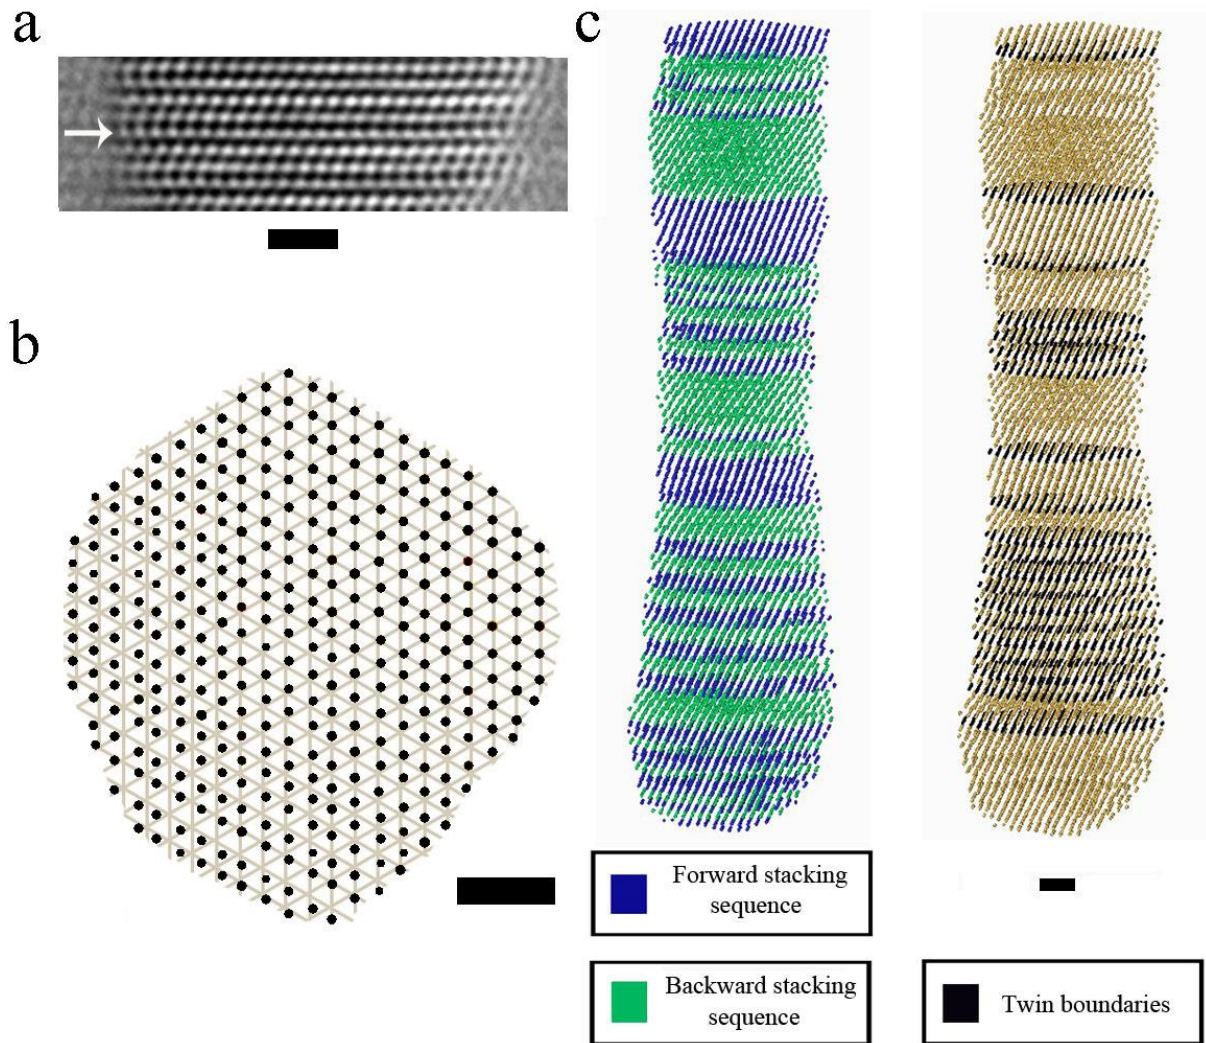 a
c
b
Forward stacking
sequence
Backward stacking
sequence
Twin boundaries